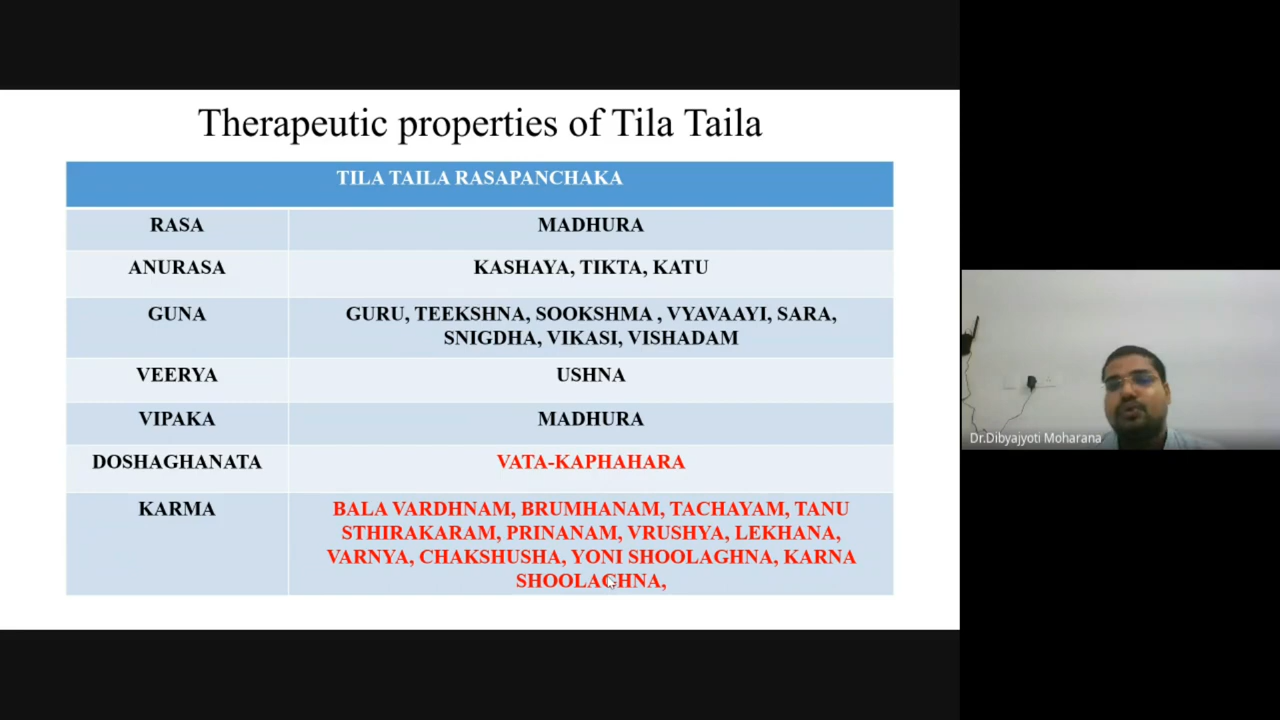 Therapeutic properties of Tila Taila
TILA TAILA RASAPANCHAKA
RASA MADHURA
ANURASA KASHAYA, TIKTA, KATU
GUNA GURU, TEEKSHNA, SOOKSHMA , VYAVAAYI, SARA,
SNIGDHA, VIKASI, VISHADAM
VEERYA USHNA
VIPAKA MADHURA
DOSHAGHANATA VATA-KAPHAHARA
KARMA BALA VARDHNAM, BRUMHANAM, TACHAYAM, TANU
STHIRAKARAM, PRINANAM, VRUSHYA, LEKHANA,
VARNYA, CHAKSHUSHA, YONI SHOOLAGHNA, KARNA
SHOOLAGHNA,
Dr.Dibyajyoti Moharana